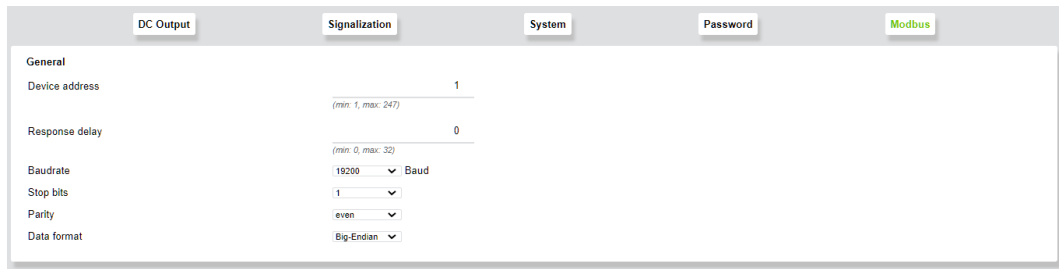 DC Output Signalization System Password Modbus
General
Device address 1
(min: 1, max: 247)
Response delay 0
(min: 0, max: 32)
Baudrate 19200 Baud
Stop bits 1
Parity even
Data format Big-Endian